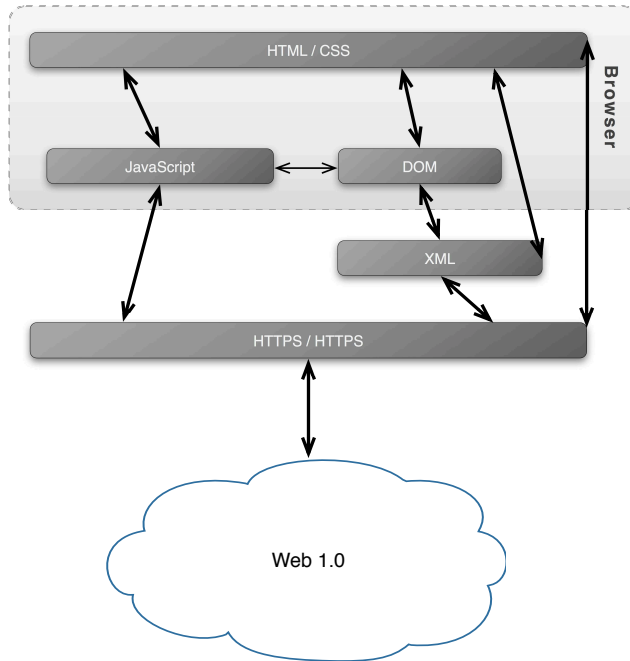 HTML / CSS
Browser
JavaScript
DOM
XML
HTTPS / HTTPS
Web 1.0